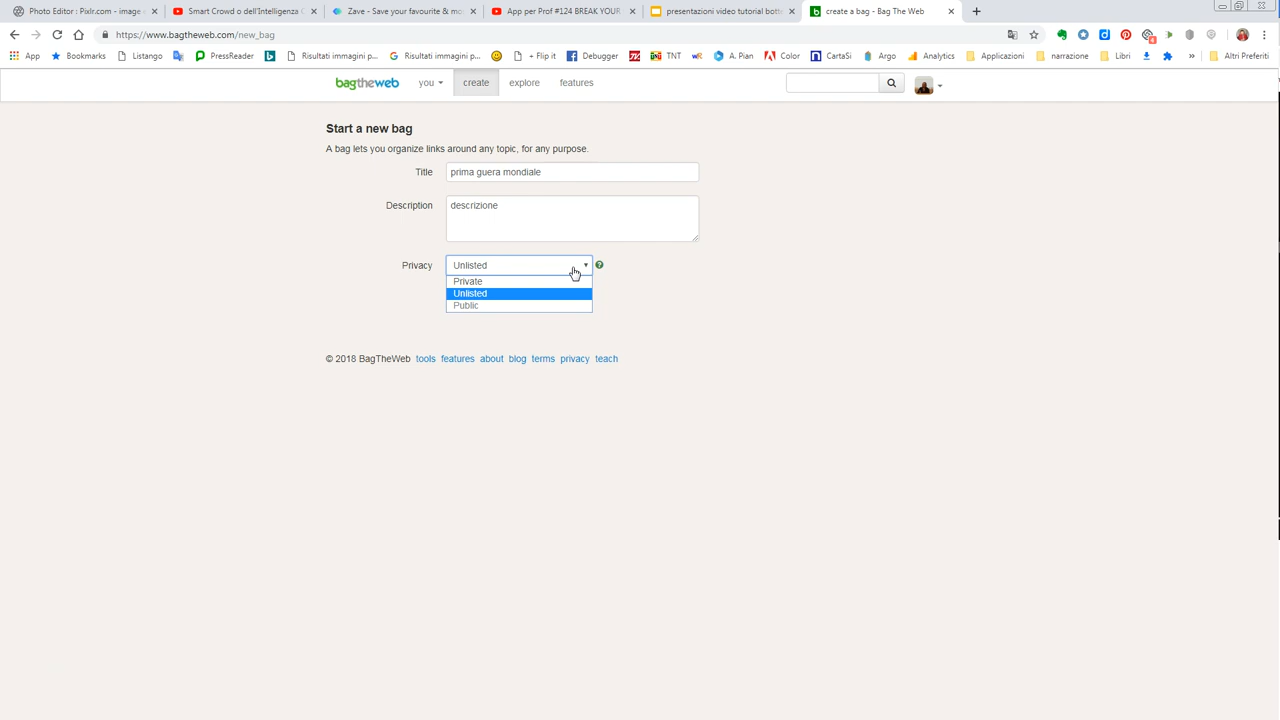 Photo Editor : Pixlr.com - image e
Smart Crowd o dell'Intelligenza C
Zave - Save your favourite & mo
App per Prof #124 BREAK YOUR
presentazioni video tutorial bott
create a bag - Bag The Web
https://www.bagtheweb.com/new_bag
App
Bookmarks
Listango
PressReader
Risultati immagini p...
Risultati immagini per...
+ Flip it
Debugger
TNT
A. Pian
Color
CartaSi
Argo
Analytics
Applicazioni
narrazione
Libri
»
Altri Preferiti
bagtheweb
you
create
explore
features
Start a new bag
A bag lets you organize links around any topic, for any purpose.
Title
prima guera mondiale
Description
descrizione
Privacy
Unlisted
Private
Unlisted
Public
© 2018 BagTheWeb tools features about blog terms privacy teach